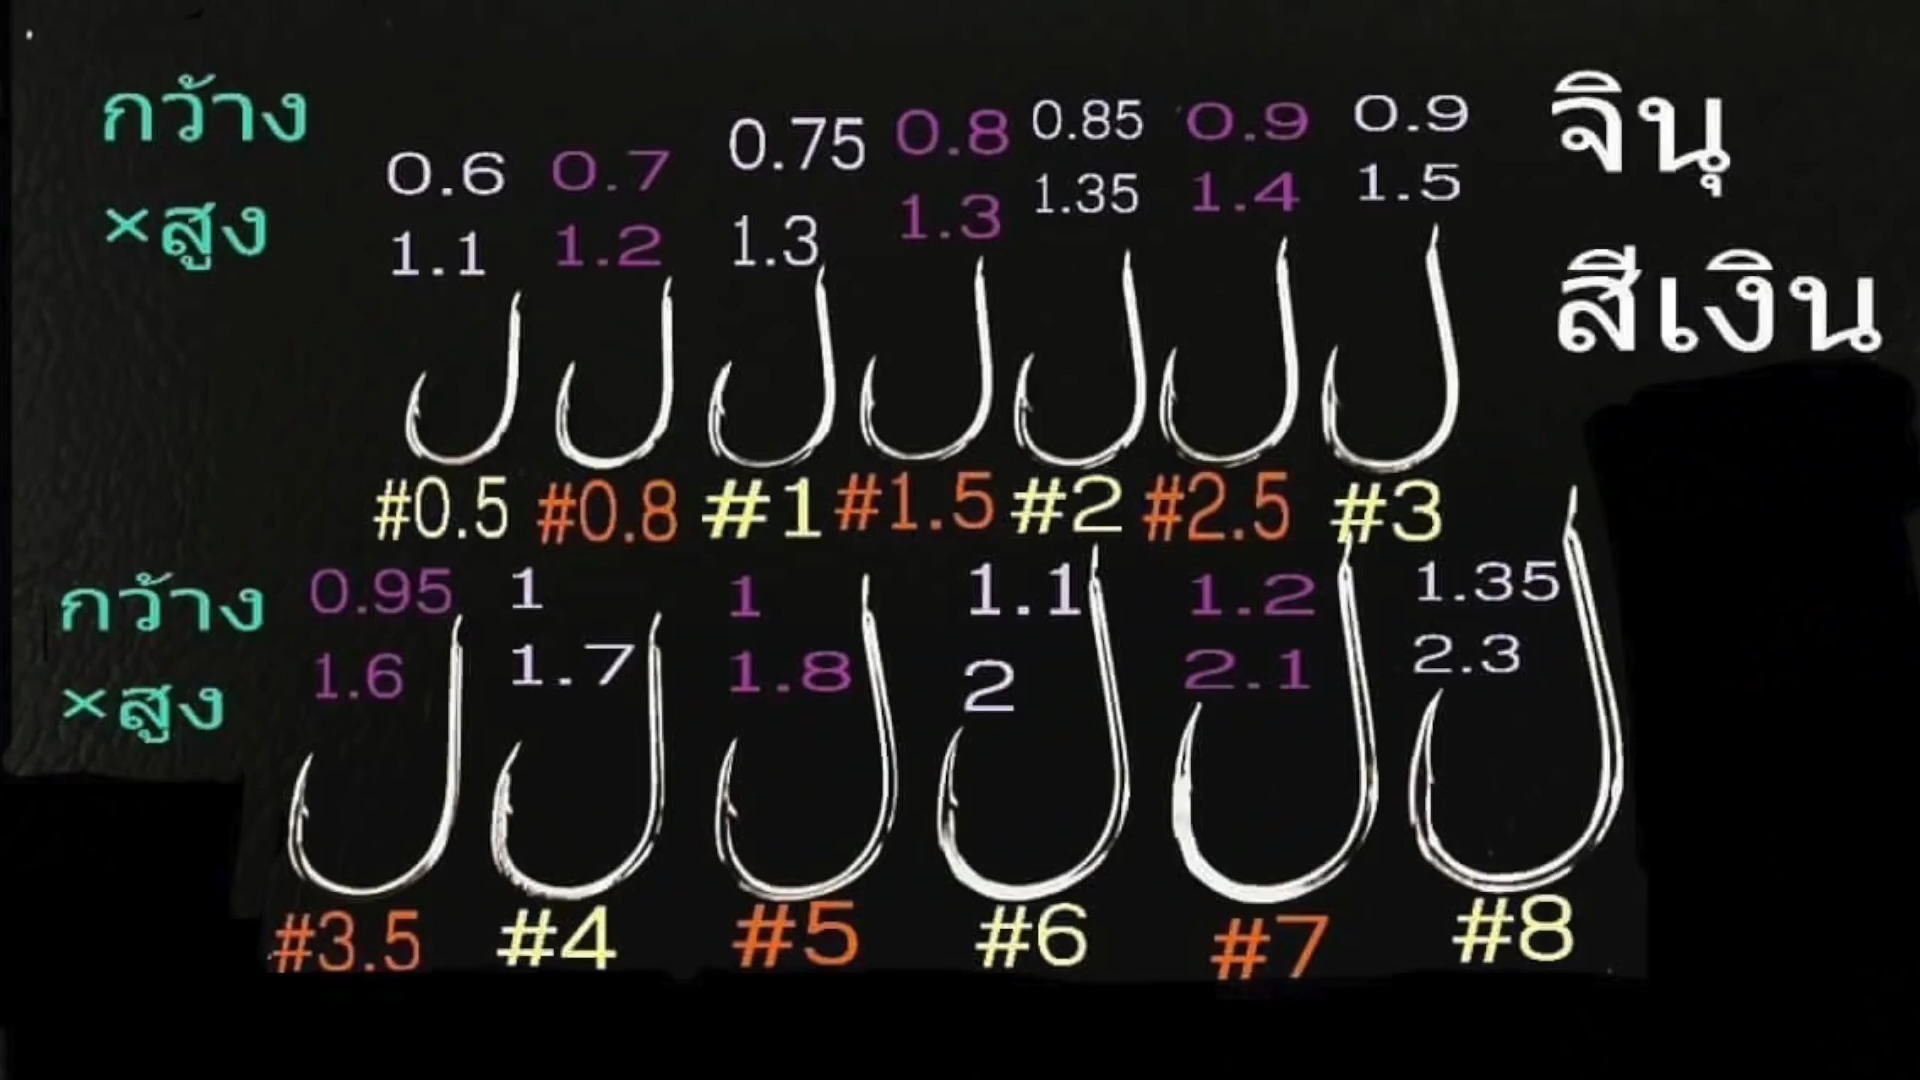 กว้าง 0.6 0.7 0.75 0.8 0.85 0.9 0.9 จินุ
×สูง 1.1 1.2 1.3 1.3 1.35 1.4 1.5
สีเงิน
#0.5 #0.8 #1 #1.5 #2 #2.5 #3
กว้าง 0.95 1 1 1.1 1.2 1.35
×สูง 1.6 1.7 1.8 2 2.1 2.3
#3.5 #4 #5 #6 #7 #8